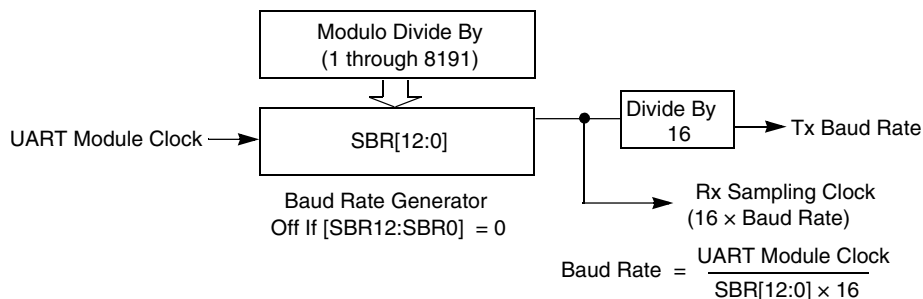 Modulo Divide By
(1 through 8191)
UART Module Clock
SBR[12:0]
Divide By
16
Tx Baud Rate
Baud Rate Generator
Off If [SBR12:SBR0] = 0
Rx Sampling Clock
(16 × Baud Rate)
Baud Rate = UART Module Clock
SBR[12:0] × 16